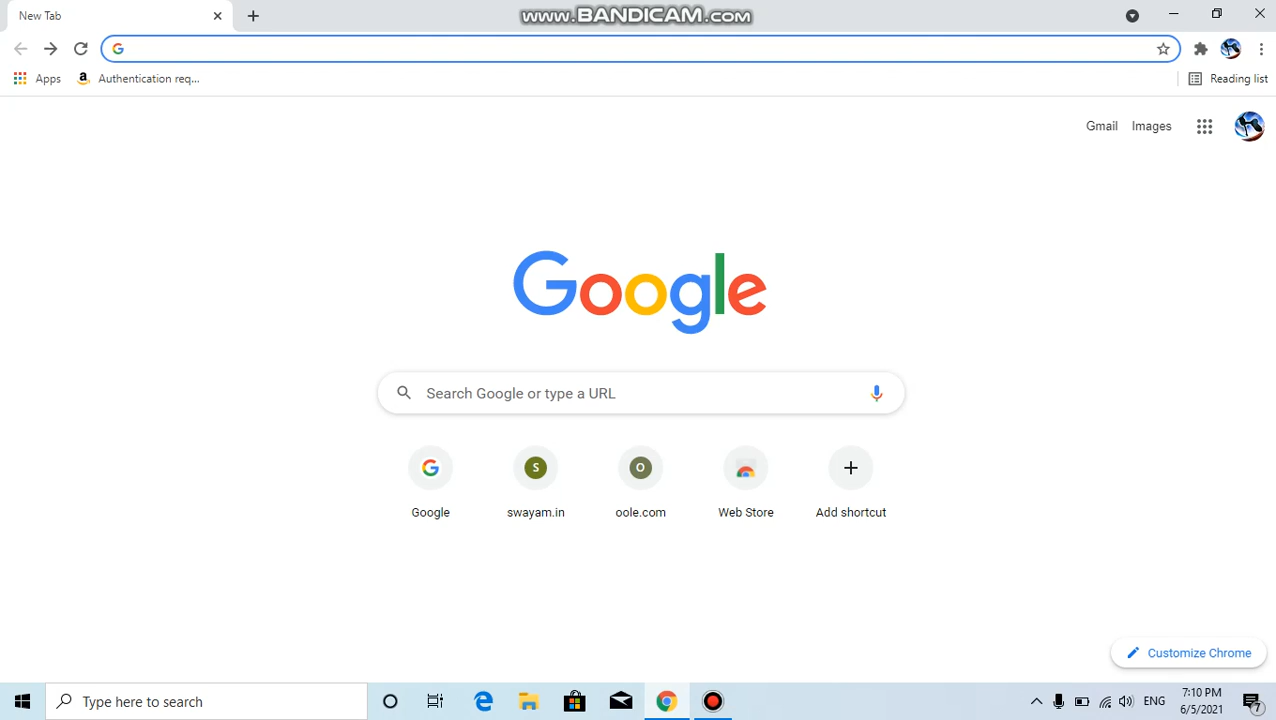 New Tab
www.BANDICAM.com
Apps
Authentication req...
Reading list
Gmail
Images
Google
Search Google or type a URL
S
O
Google
swayam.in
oole.com
Web Store
Add shortcut
Customize Chrome
Type here to search
ENG
7:10 PM
6/5/2021
7